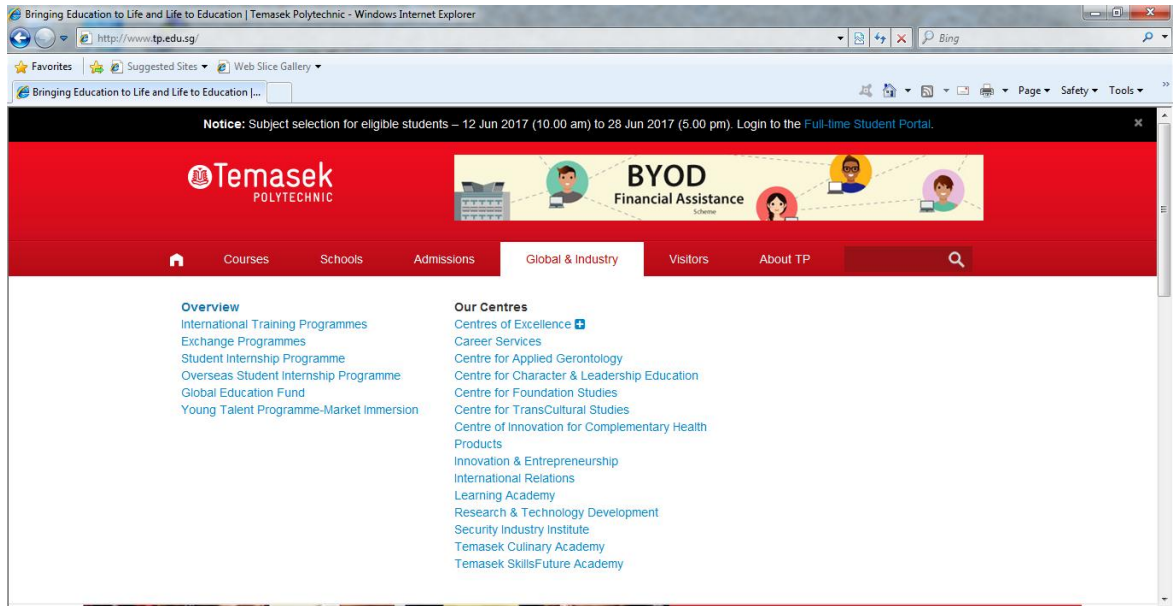 Bringing Education to Life and Life to Education | Temasek Polytechnic - Windows Internet Explorer
http://www.tp.edu.sg/
Bing
Favorites
Suggested Sites
Web Slice Gallery
Bringing Education to Life and Life to Education |...
Page
Safety
Tools
Notice: Subject selection for eligible students – 12 Jun 2017 (10.00 am) to 28 Jun 2017 (5.00 pm). Login to the Full-time Student Portal.
Temasek
POLYTECHNIC
BYOD
Financial Assistance
Scheme
Courses
Schools
Admissions
Global & Industry
Visitors
About TP
Overview
International Training Programmes
Exchange Programmes
Student Internship Programme
Overseas Student Internship Programme
Global Education Fund
Young Talent Programme-Market Immersion
Our Centres
Centres of Excellence
Career Services
Centre for Applied Gerontology
Centre for Character & Leadership Education
Centre for Foundation Studies
Centre for TransCultural Studies
Centre of Innovation for Complementary Health
Products
Innovation & Entrepreneurship
International Relations
Learning Academy
Research & Technology Development
Security Industry Institute
Temasek Culinary Academy
Temasek SkillsFuture Academy